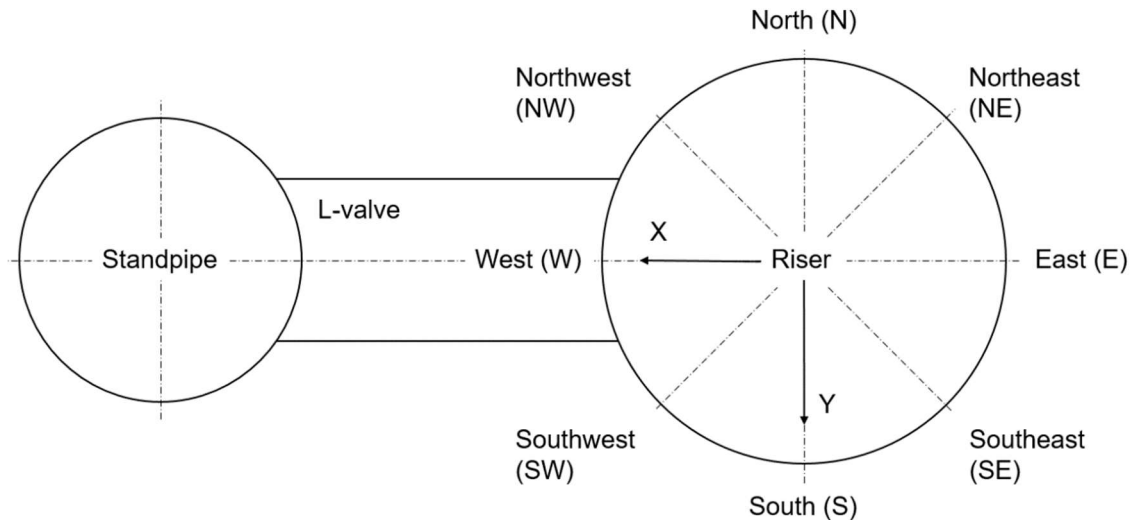 North (N)
Northwest
(NW)
Northeast
(NE)
L-valve
X
Standpipe
West (W)
Riser
East (E)
Y
Southwest
(SW)
Southeast
(SE)
South (S)